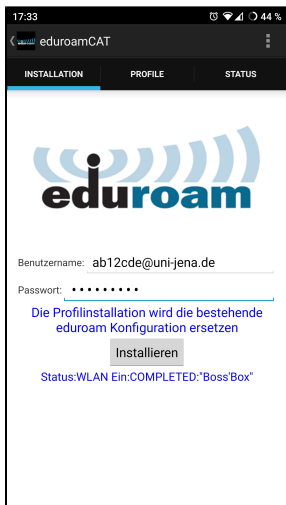 17:33 44 %
eduroamCAT
INSTALLATION PROFILE STATUS
eduroam
Benutzername: ab12cde@uni-jena.de
Passwort: • • • • • • • • •
Die Profilinstallation wird die bestehende
eduroam Konfiguration ersetzen
Installieren
Status:WLAN Ein:COMPLETED:"Boss'Box"